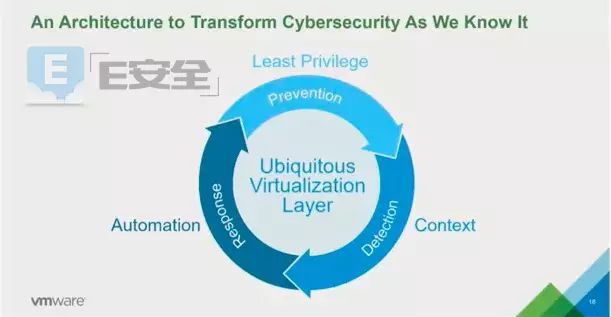 An Architecture to Transform Cybersecurity As We Know It
E E安全
Least Privilege
Prevention
Ubiquitous
Virtualization
Layer
Automation
Response
Detection
Context
vmware
16